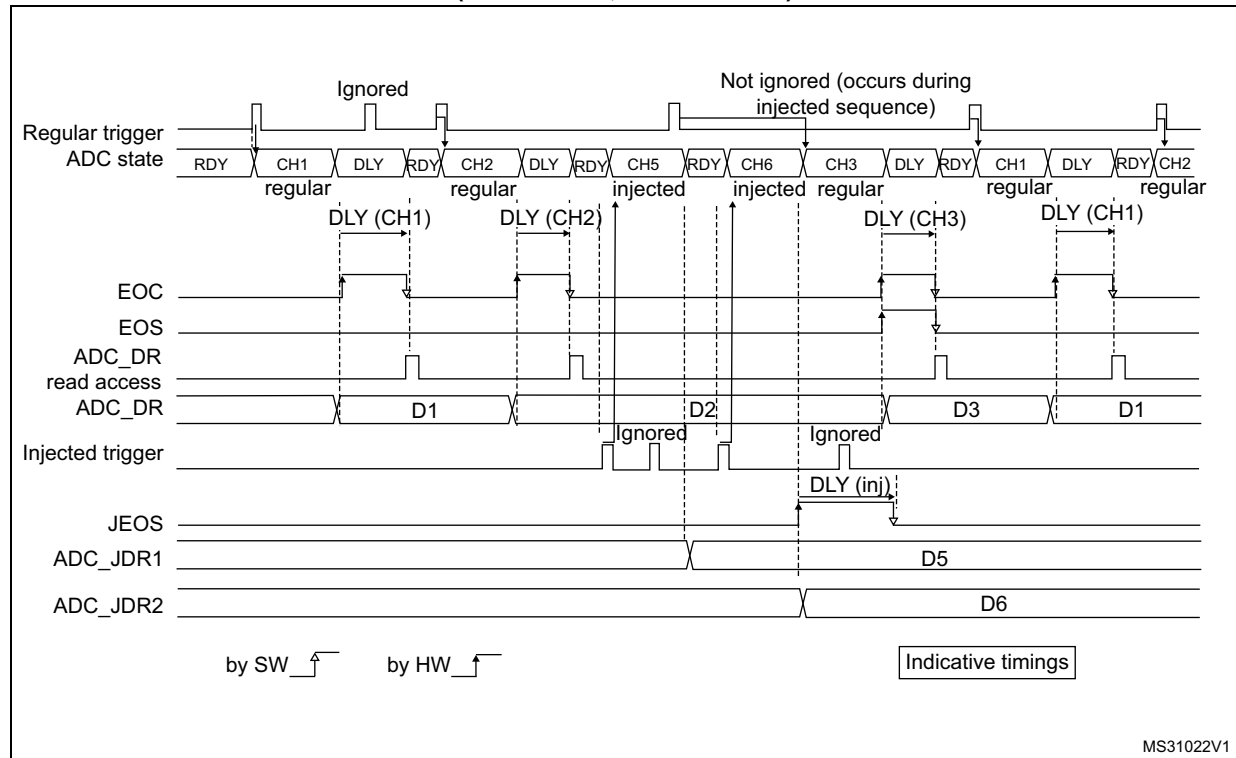 Ignored
Not ignored (occurs during
injected sequence)
Regular trigger
ADC state
RDY CH1 DLY RDY CH2 DLY RDY CH5 RDY CH6 CH3 DLY RDY CH1 DLY RDY CH2
regular regular injected injected regular regular regular
DLY (CH1) DLY (CH2) DLY (CH3) DLY (CH1)
EOC
EOS
ADC_DR
read access
ADC_DR D1 D2 D3 D1
Ignored Ignored
Injected trigger
DLY (inj)
JEOS
ADC_JDR1 D5
ADC_JDR2 D6
by SW by HW Indicative timings
MS31022V1